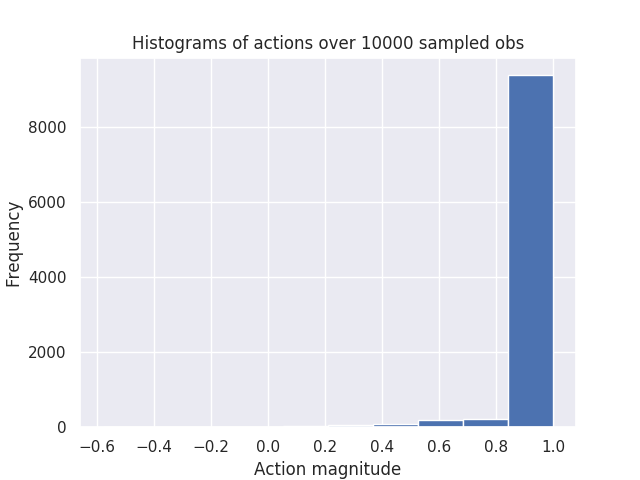 Histograms of actions over 10000 sampled obs
Frequency
8000
6000
4000
2000
0
−0.6 −0.4 −0.2 0.0 0.2 0.4 0.6 0.8 1.0
Action magnitude